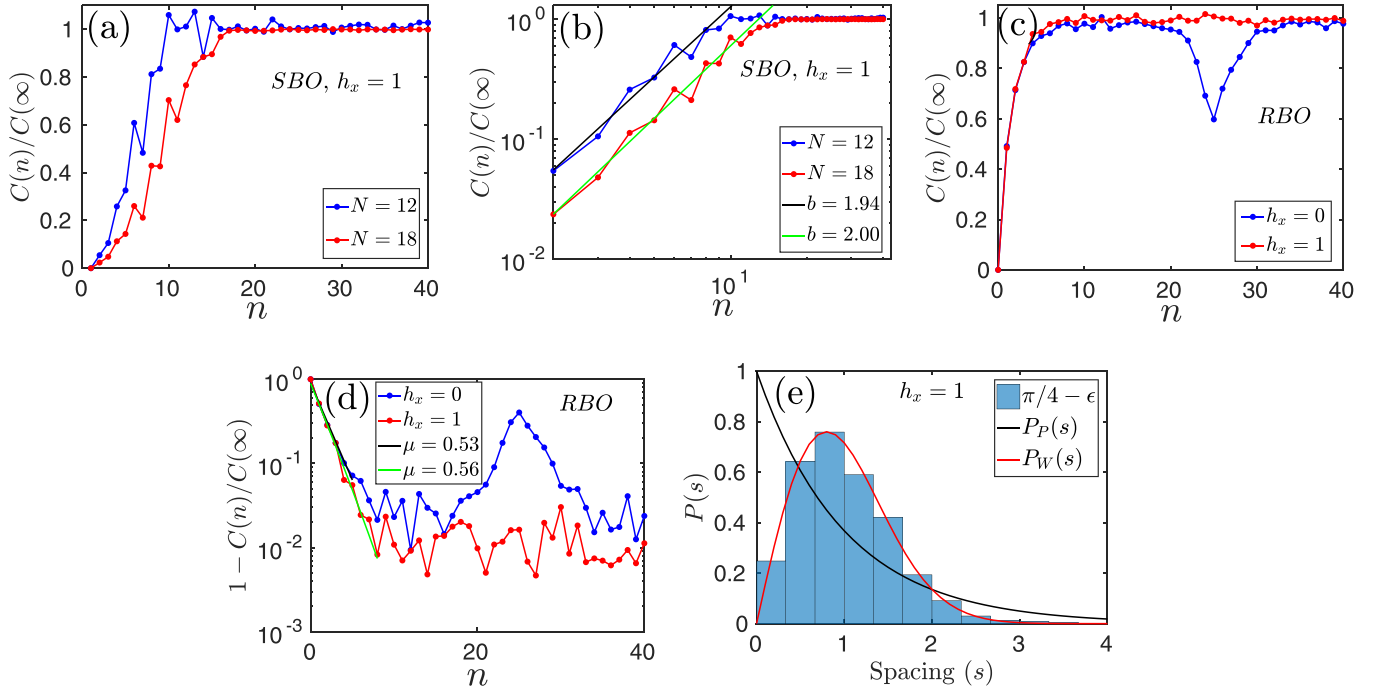 (a)
C(n)/C(∞)
1
0.8
0.6
0.4
0.2
0
SBO, h_x = 1
N = 12
N = 18
0 10 20 30 40
n
(b)
C(n)/C(∞)
10^0
10^-1
10^-2
SBO, h_x = 1
N = 12
N = 18
b = 1.94
b = 2.00
10^1
n
(c)
C(n)/C(∞)
1
0.8
0.6
0.4
0.2
0
RBO
h_x = 0
h_x = 1
0 10 20 30 40
n
(d)
1 − C(n)/C(∞)
10^0
10^-1
10^-2
10^-3
h_x = 0
h_x = 1
μ = 0.53
μ = 0.56
RBO
0 20 40
n
(e)
P(s)
1
0.8
0.6
0.4
0.2
0
h_x = 1
π/4 − ϵ
P_P(s)
P_W(s)
0 1 2 3 4
Spacing (s)